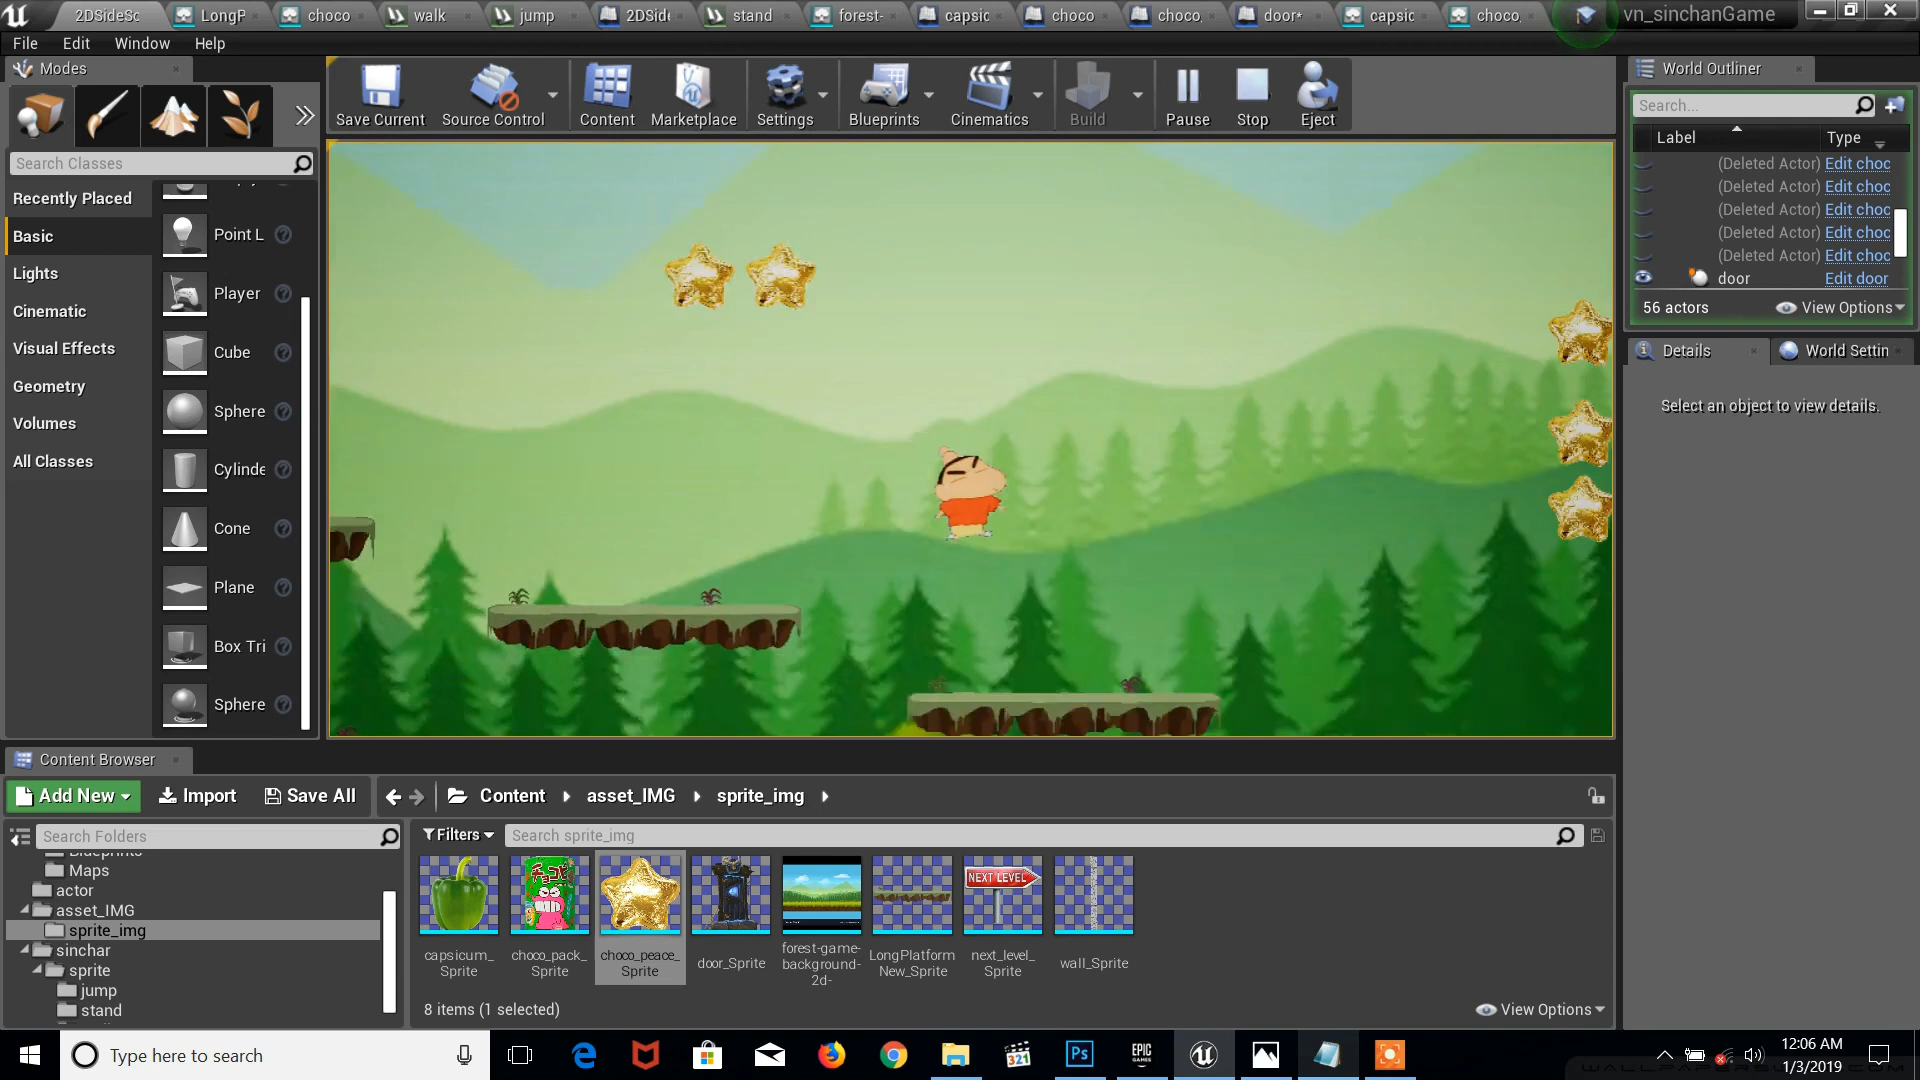 2DSideSc
LongP
choco
walk
jump
2DSide
stand
forest-
capsic
choco
choco_
door*
capsic
choco_
vn_sinchanGame
File
Edit
Window
Help
Modes
Search Classes
Recently Placed
Basic
Lights
Cinematic
Visual Effects
Geometry
Volumes
All Classes
Point L
Player
Cube
Sphere
Cylinde
Cone
Plane
Box Tri
Sphere
Save Current
Source Control
Content
Marketplace
Settings
Blueprints
Cinematics
Build
Pause
Stop
Eject
World Outliner
Search...
Label
Type
(Deleted Actor) Edit choc
(Deleted Actor) Edit choc
(Deleted Actor) Edit choc
(Deleted Actor) Edit choc
(Deleted Actor) Edit choc
door Edit door
56 actors
View Options
Details
World Settin
Select an object to view details.
Content Browser
Add New
Import
Save All
Content
asset_IMG
sprite_img
Search Folders
Maps
actor
asset_IMG
sprite_img
sinchar
sprite
jump
stand
Filters
Search sprite_img
NEXT LEVEL
capsicum_
Sprite
choco_pack_
Sprite
choco_peace_
Sprite
door_Sprite
forest-game-
background-
2d-
LongPlatform
New_Sprite
next_level_
Sprite
wall_Sprite
8 items (1 selected)
View Options
Type here to search
321
Ps
EPIC
GAMES
12:06 AM
1/3/2019